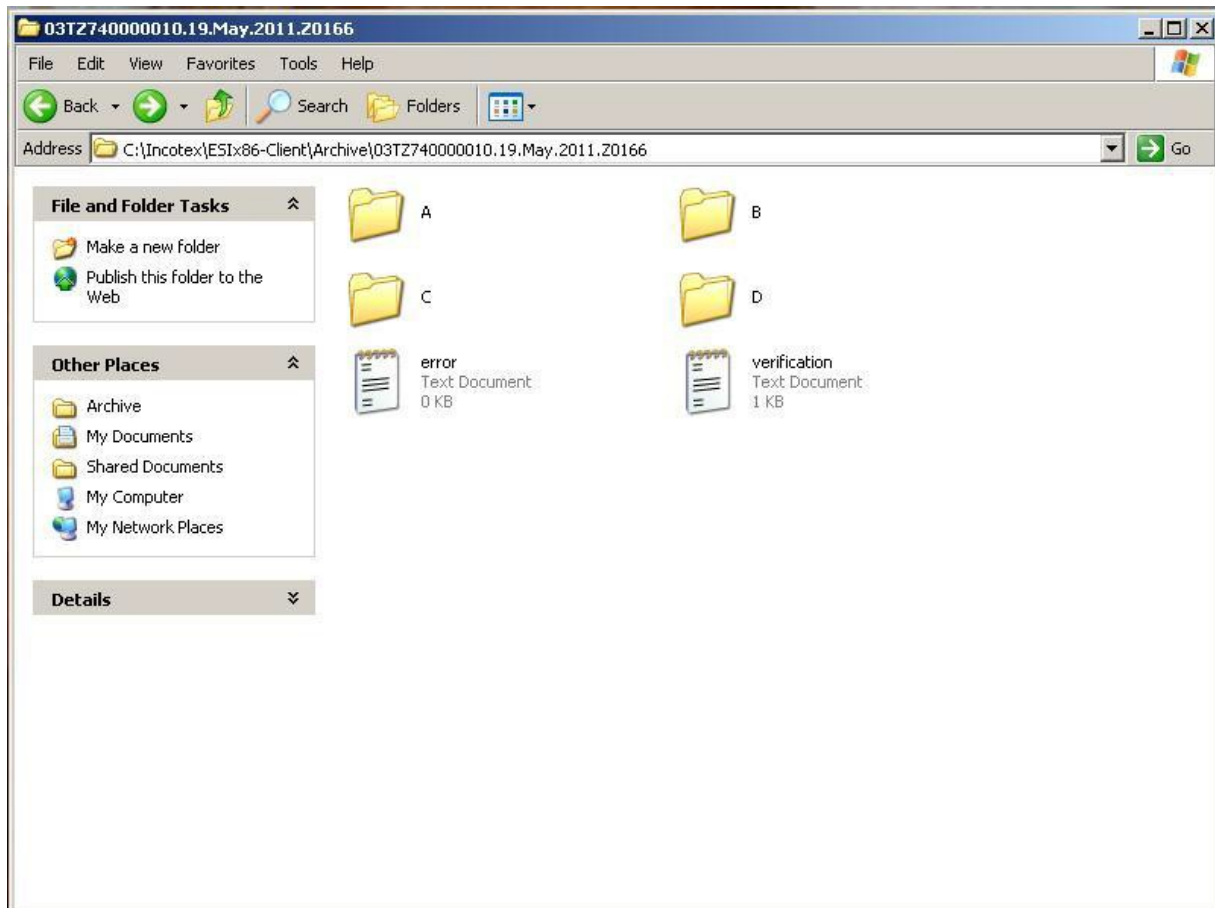 03TZ740000010.19.May.2011.Z0166
File Edit View Favorites Tools Help
Back Search Folders
Address C:\Incotex\ESIx86-Client\Archive\03TZ740000010.19.May.2011.Z0166 Go
File and Folder Tasks
Make a new folder
Publish this folder to the
Web
Other Places
Archive
My Documents
Shared Documents
My Computer
My Network Places
Details
A
B
C
D
error
Text Document
0 KB
verification
Text Document
1 KB